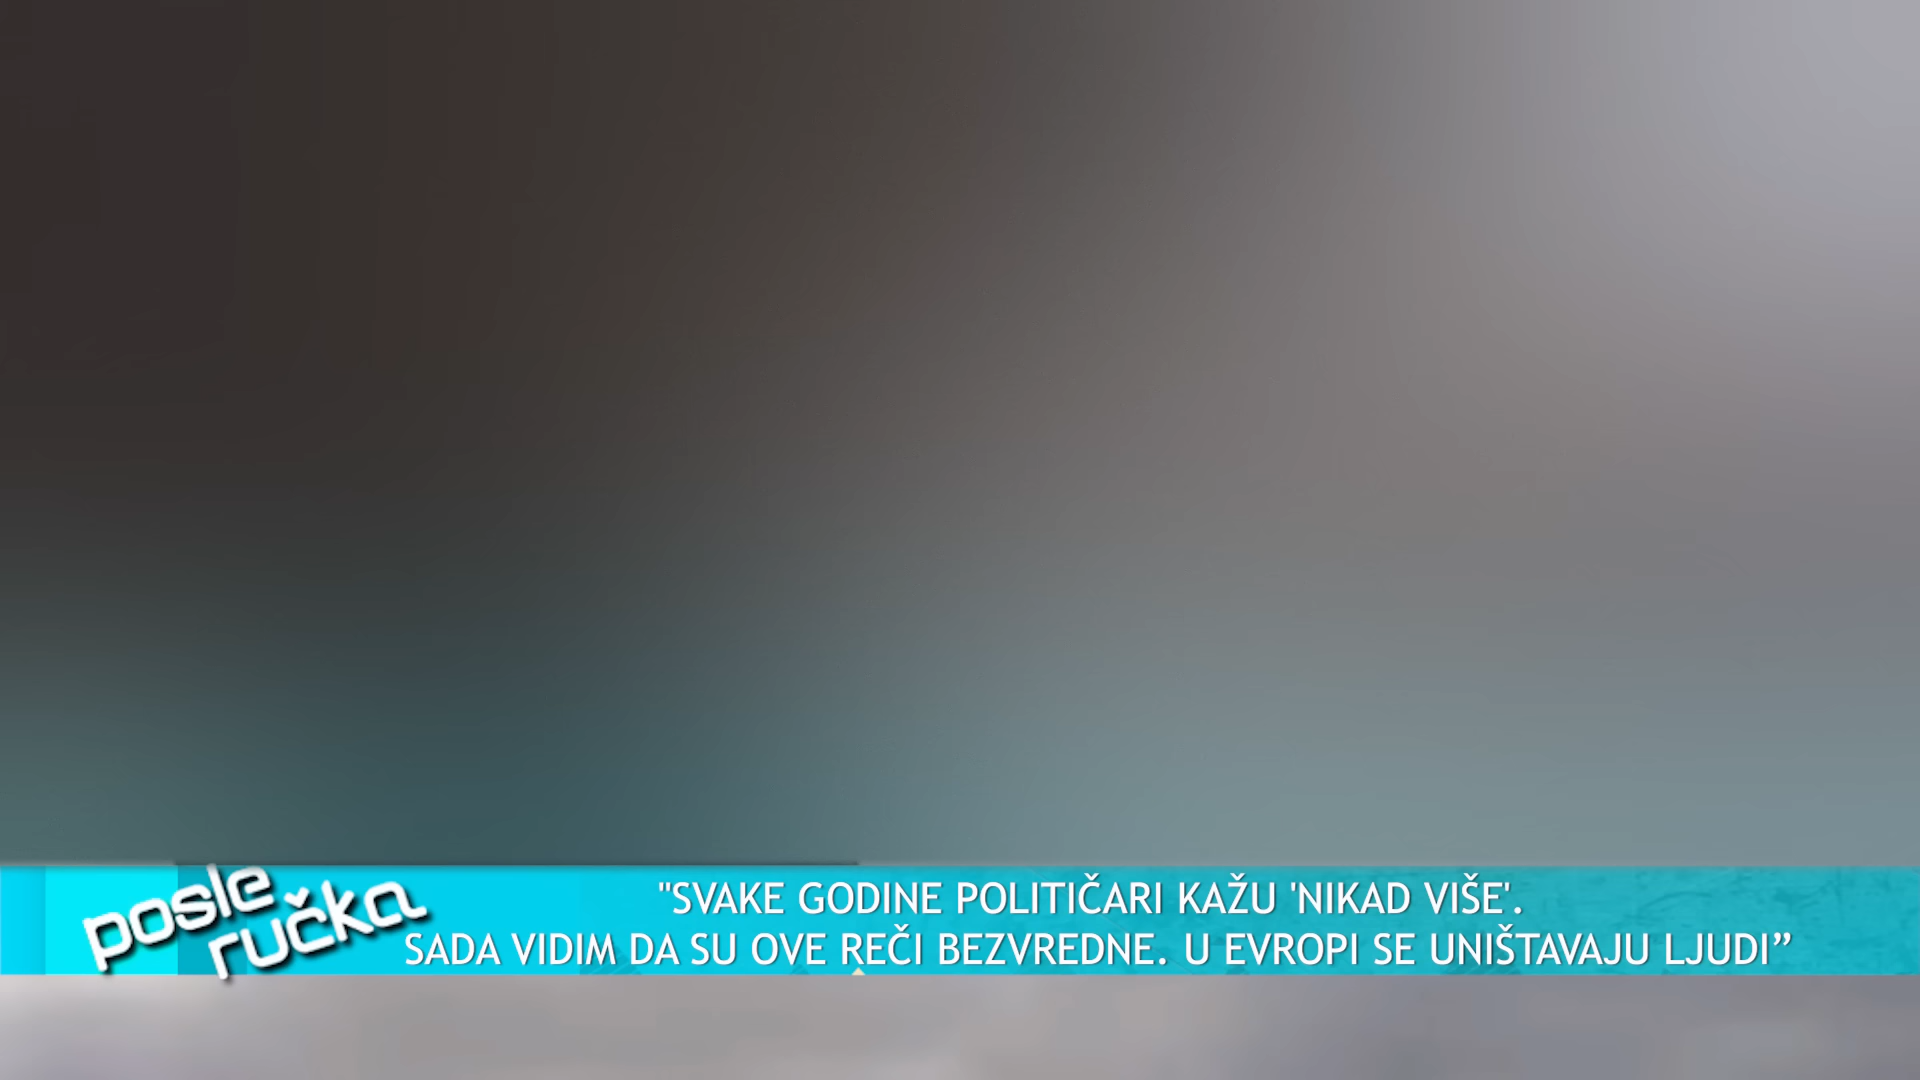 posle
ručka
"SVAKE GODINE POLITIČARI KAŽU 'NIKAD VIŠE'.
SADA VIDIM DA SU OVE REČI BEZVREDNE. U EVROPI SE UNIŠTAVAJU LJUDI”